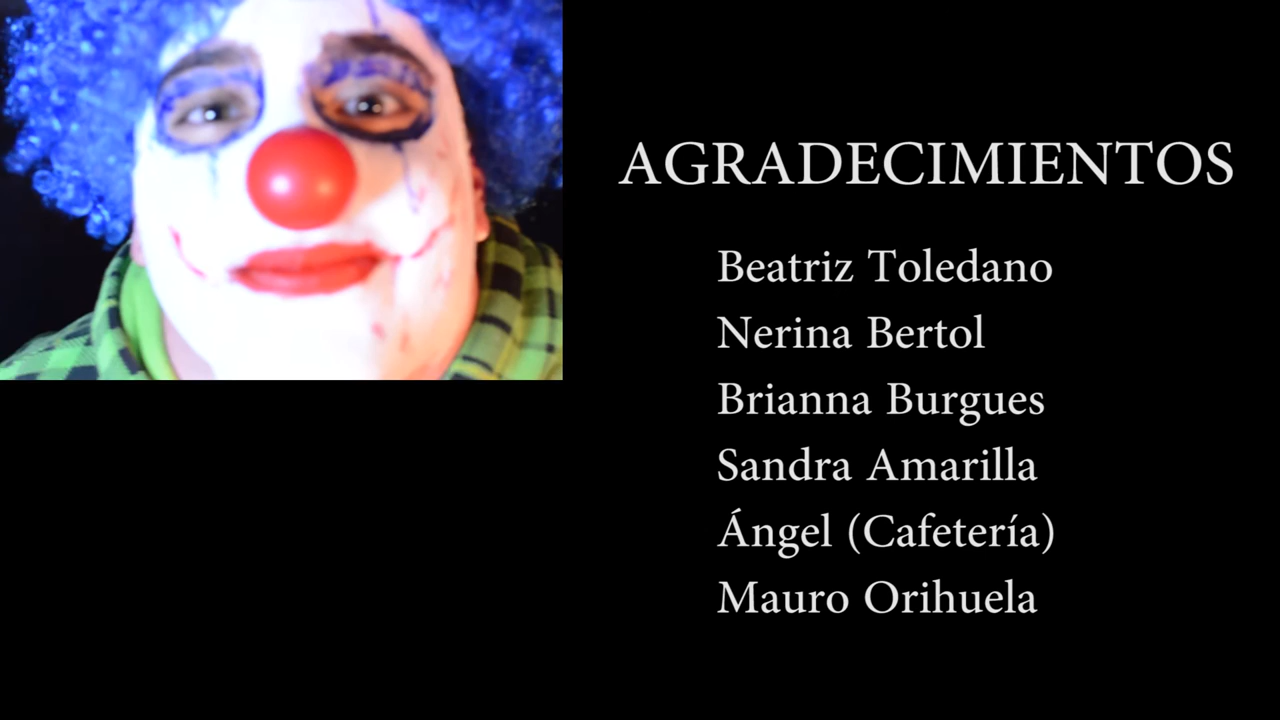 AGRADECIMIENTOS
Beatriz Toledano
Nerina Bertol
Brianna Burgues
Sandra Amarilla
Ángel (Cafetería)
Mauro Orihuela